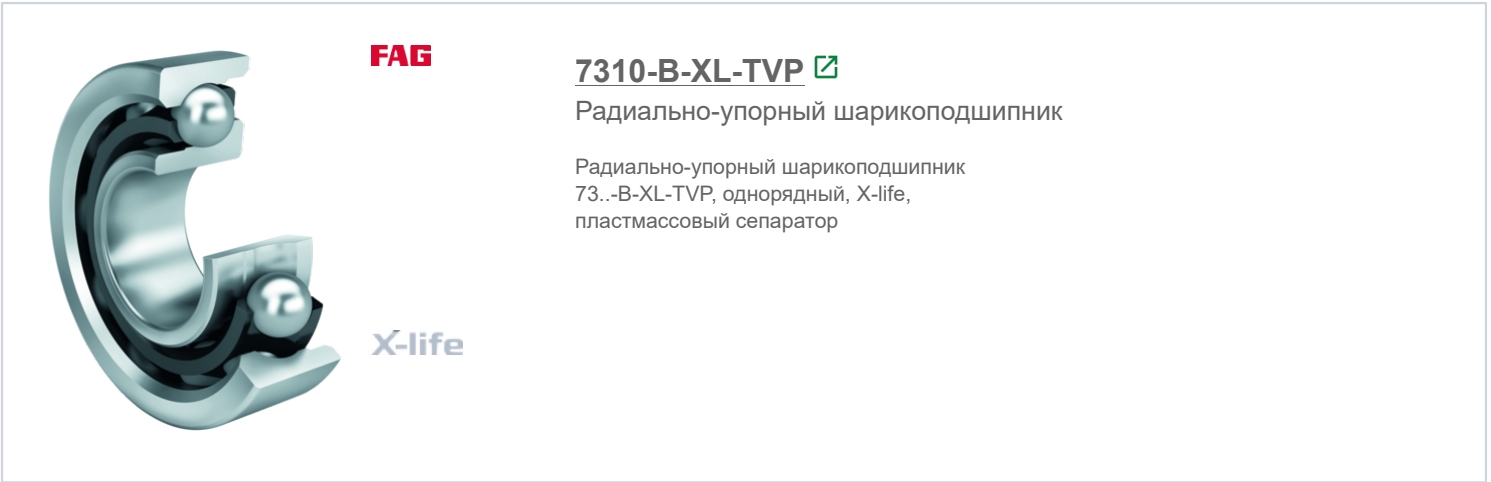 FAG
7310-B-XL-TVP
Радиально-упорный шарикоподшипник
Радиально-упорный шарикоподшипник
73..-B-XL-TVP, однорядный, X-life,
пластмассовый сепаратор
X-life